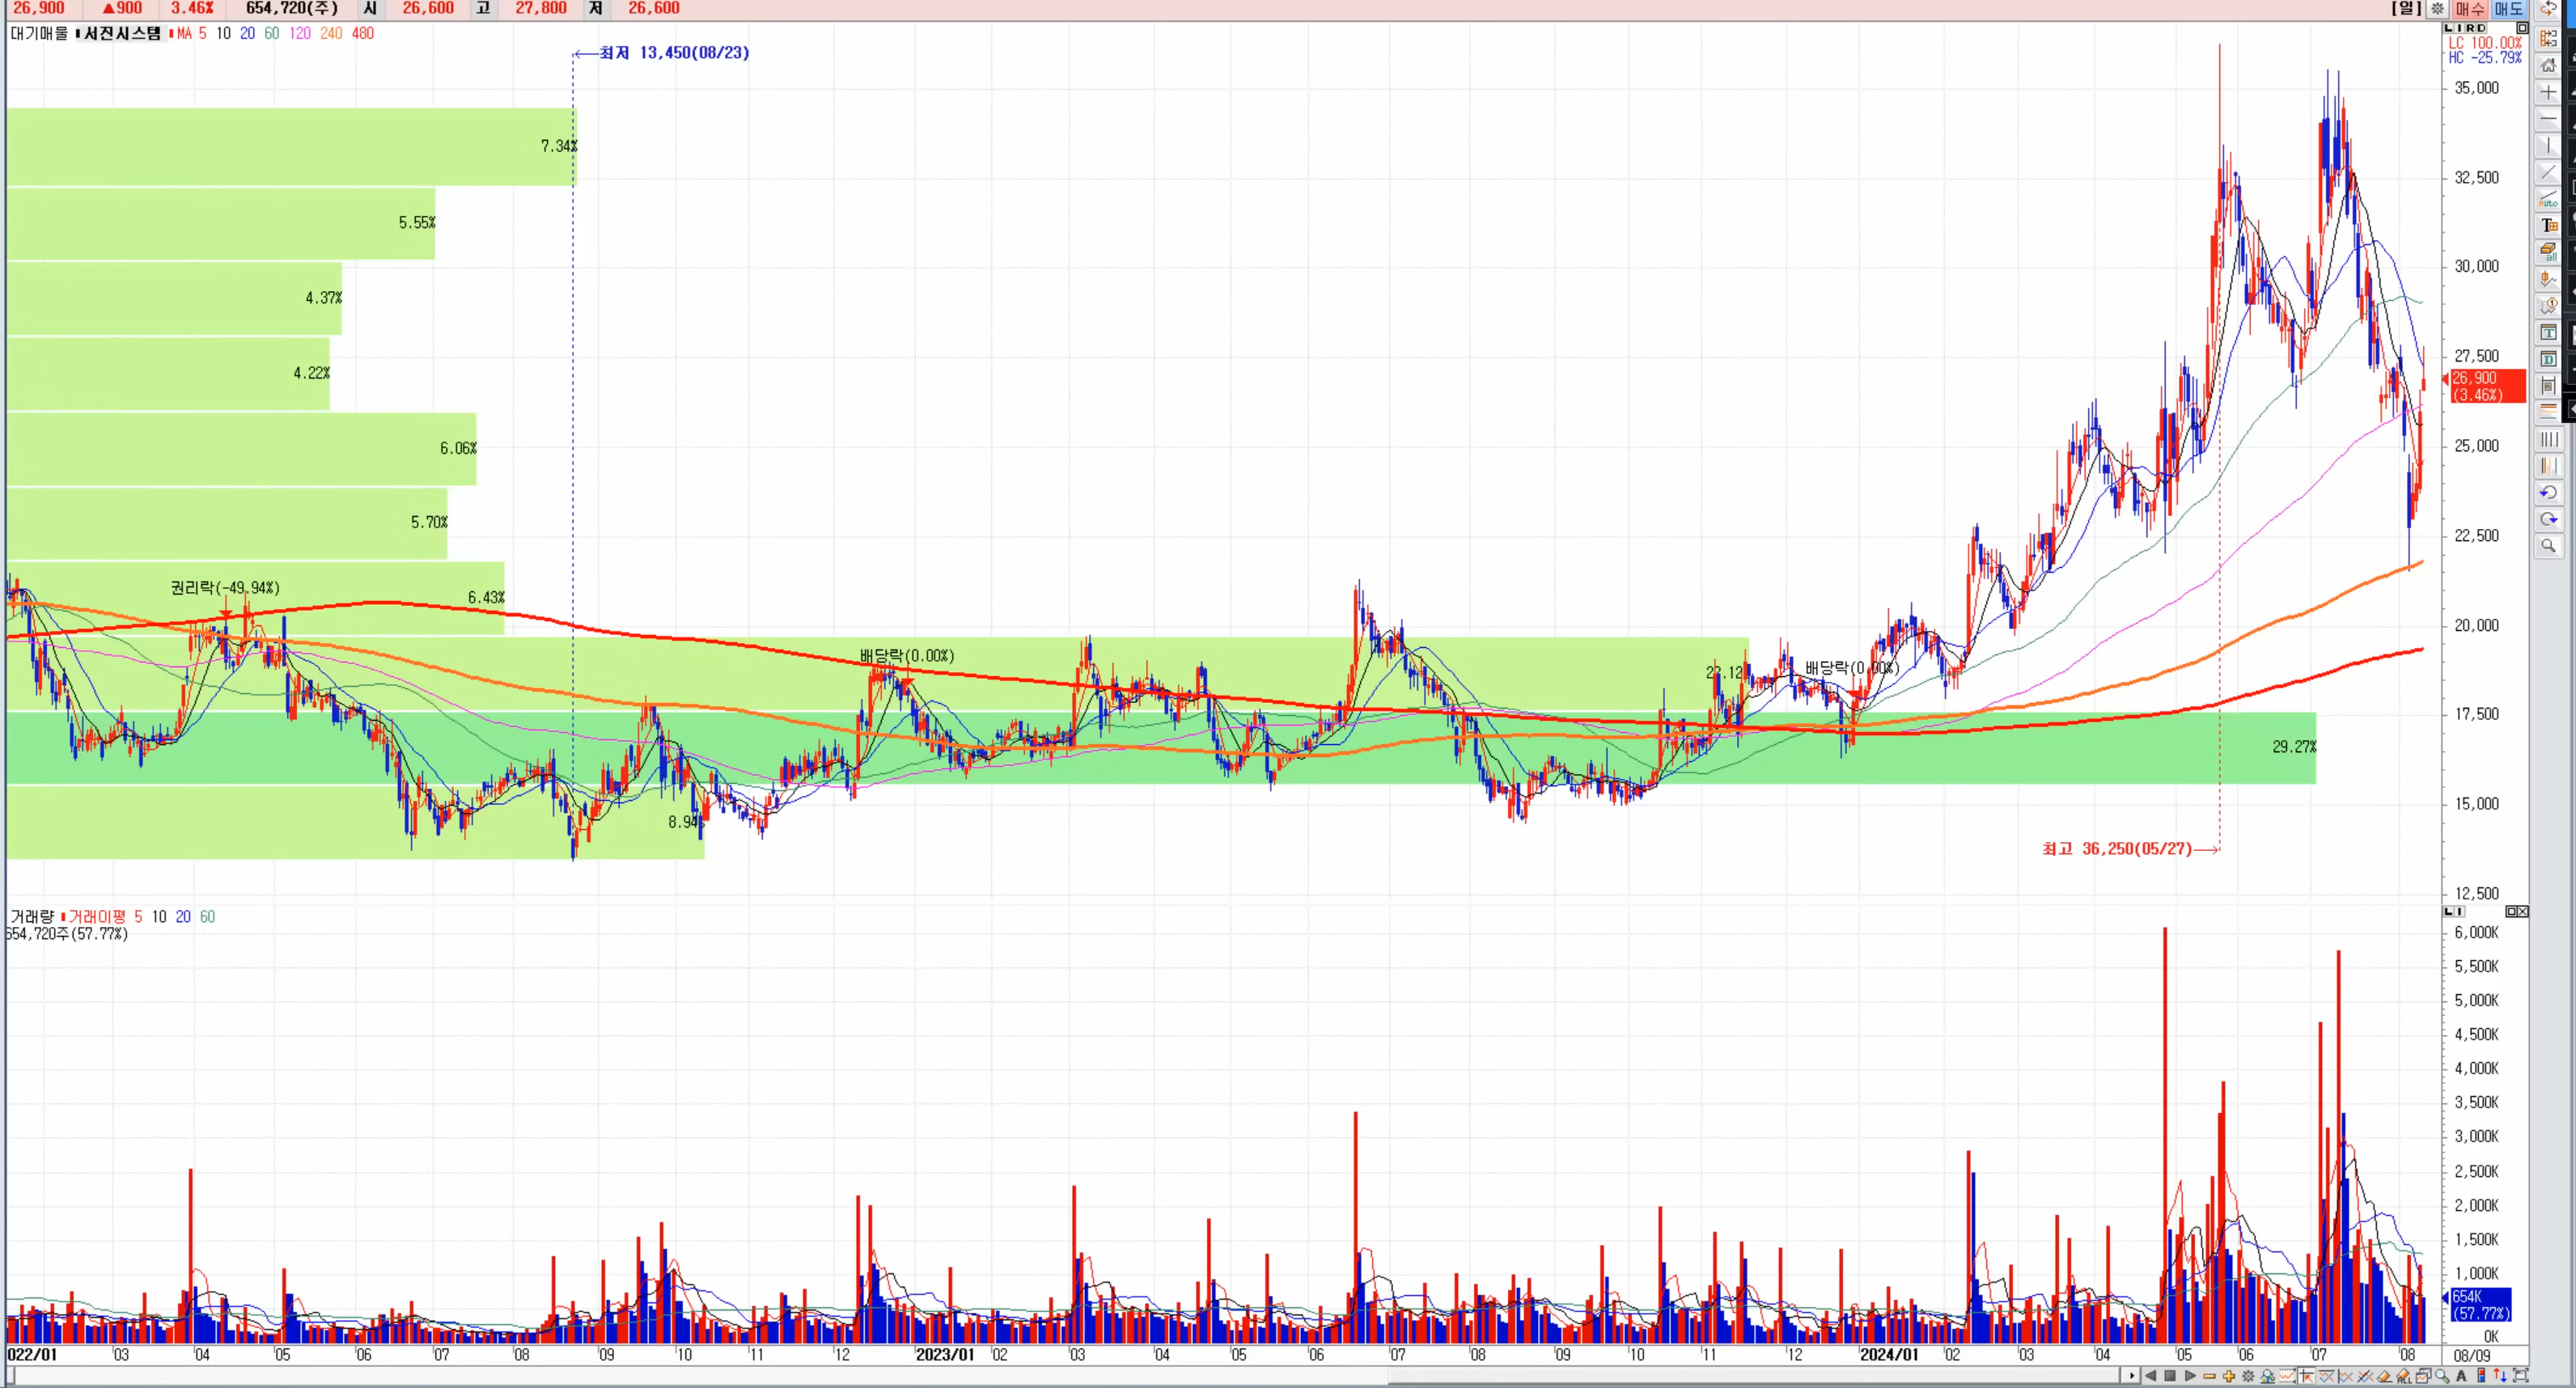 26,900 ▲900 3.46% 654,720(주) 시 26,600 고 27,800 저 26,600 [일] 매수 매도
대기매물 서진시스템 MA 5 10 20 60 120 240 480
LIRD
LC 100.00%
HC -25.79%
최저 13,450(08/23)
35,000
7.34%
32,500
5.55%
30,000
4.37%
27,500
4.22%
26,900
(3.46%)
25,000
6.06%
22,500
5.70%
권리락(-49.94%)
6.43%
20,000
배당락(0.00%)
배당락(0.00%)
22.12
17,500
29.27%
15,000
8.94%
최고 36,250(05/27)
12,500
거래량 거래이평 5 10 20 60
654,720주(57.77%)
LI
6,000K
5,500K
5,000K
4,500K
4,000K
3,500K
3,000K
2,500K
2,000K
1,500K
1,000K
654K
(57.77%)
0K
022/01 03 04 05 06 07 08 09 10 11 12 2023/01 02 03 04 05 06 07 08 09 10 11 12 2024/01 02 03 04 05 06 07 08 08/09